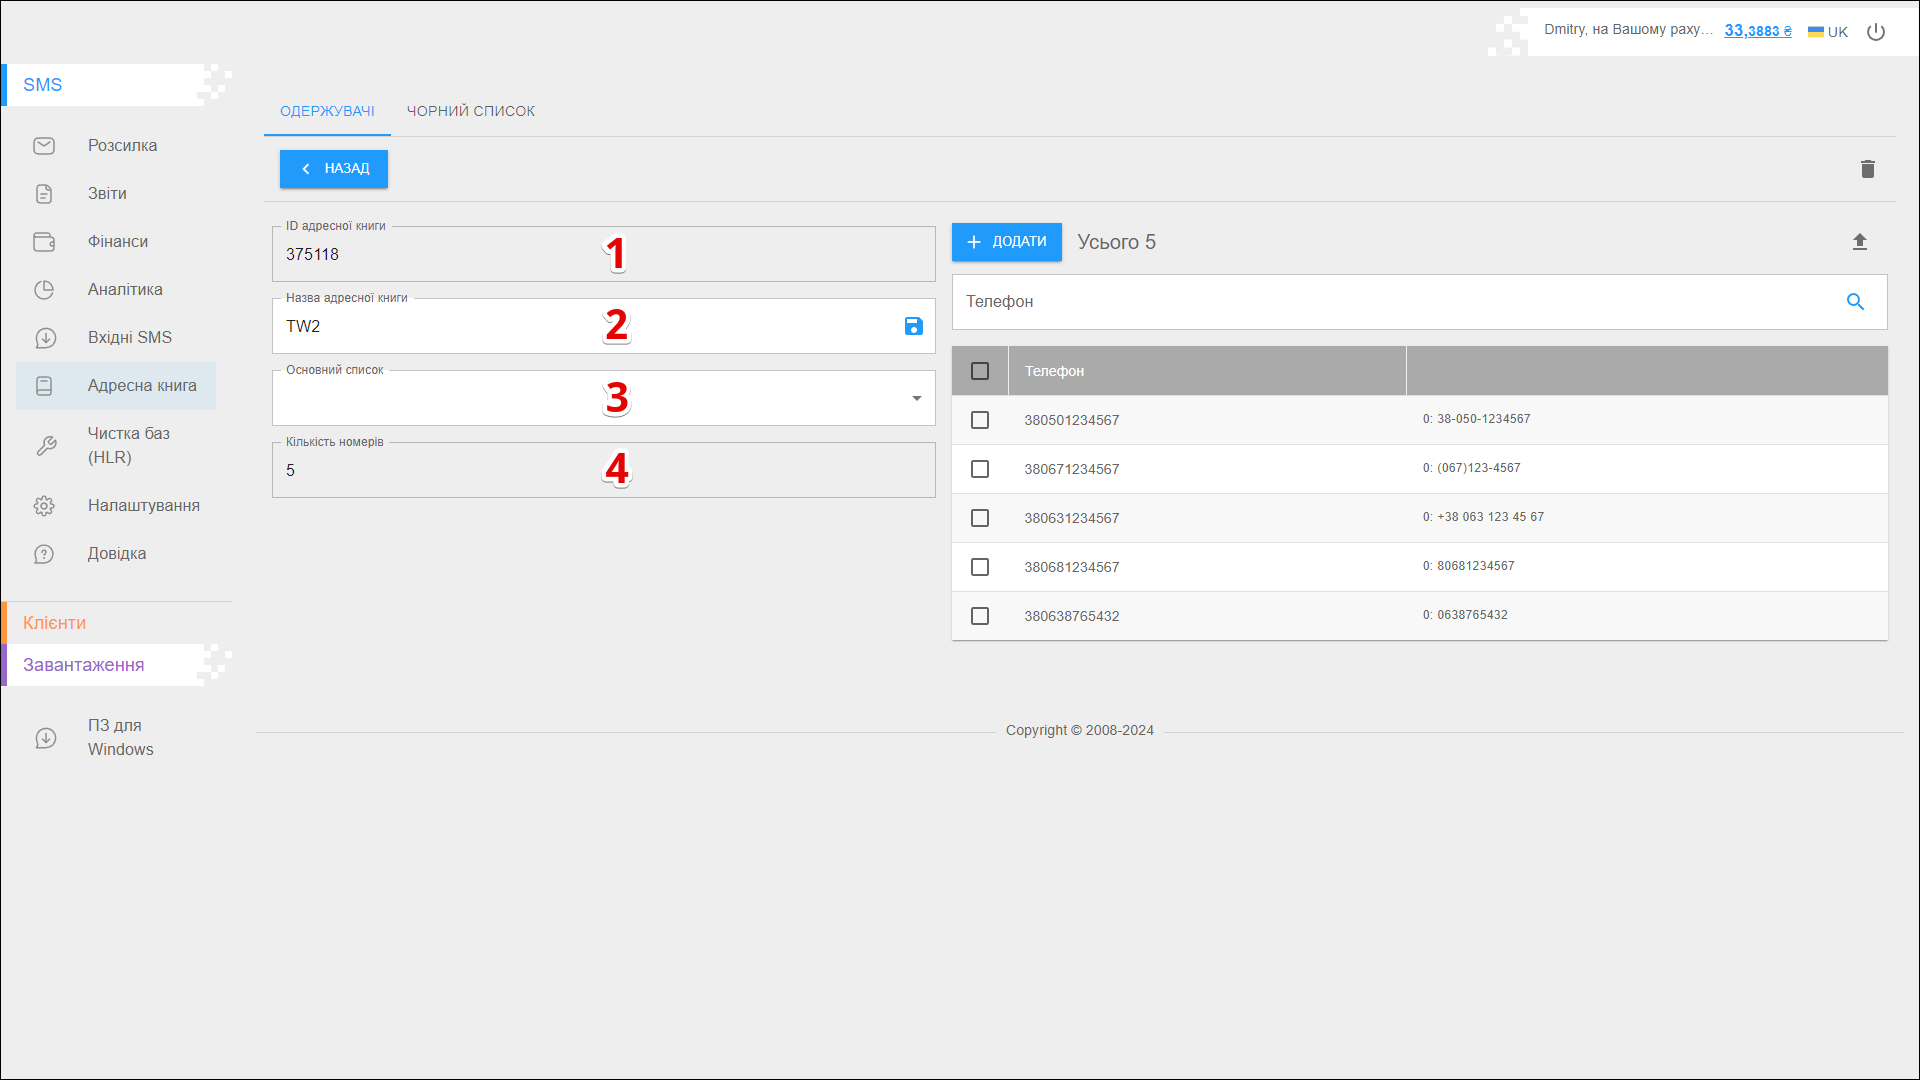 Dmitry, на Вашому раху...
33,3883 ₴
UK
SMS
Розсилка
Звіти
Фінанси
Аналітика
Вхідні SMS
Адресна книга
Чистка баз
(HLR)
Налаштування
Довідка
Клієнти
Завантаження
ПЗ для
Windows
ОДЕРЖУВАЧІ
ЧОРНИЙ СПИСОК
НАЗАД
ID адресної книги
375118
1
Назва адресної книги
TW2
2
Основний список
3
Кількість номерів
5
4
ДОДАТИ
Усього 5
Телефон
Телефон
380501234567
0: 38-050-1234567
380671234567
0: (067)123-4567
380631234567
0: +38 063 123 45 67
380681234567
0: 80681234567
380638765432
0: 0638765432
Copyright © 2008-2024